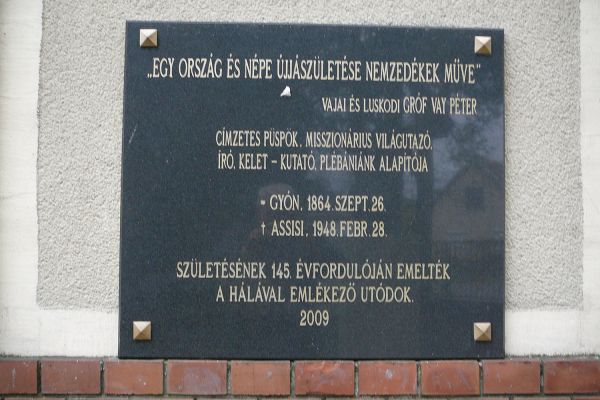 „EGY ORSZÁG ÉS NÉPE ÚJJÁSZÜLETÉSE NEMZEDÉKEK MŰVE"
VAJAI ÉS LUSKODI GRÓF VAY PÉTER
CÍMZETES PÜSPÖK, MISSZIONÁRIUS VILÁGUTAZÓ,
ÍRÓ, KELET - KUTATÓ, PLÉBÁNIÁNK ALAPÍTÓJA
* GYÓN, 1864.SZEPT.26.
† ASSISI, 1948.FEBR.28.
SZÜLETÉSÉNEK 145. ÉVFORDULÓJÁN EMELTÉK
A HÁLÁVAL EMLÉKEZŐ UTÓDOK.
2009